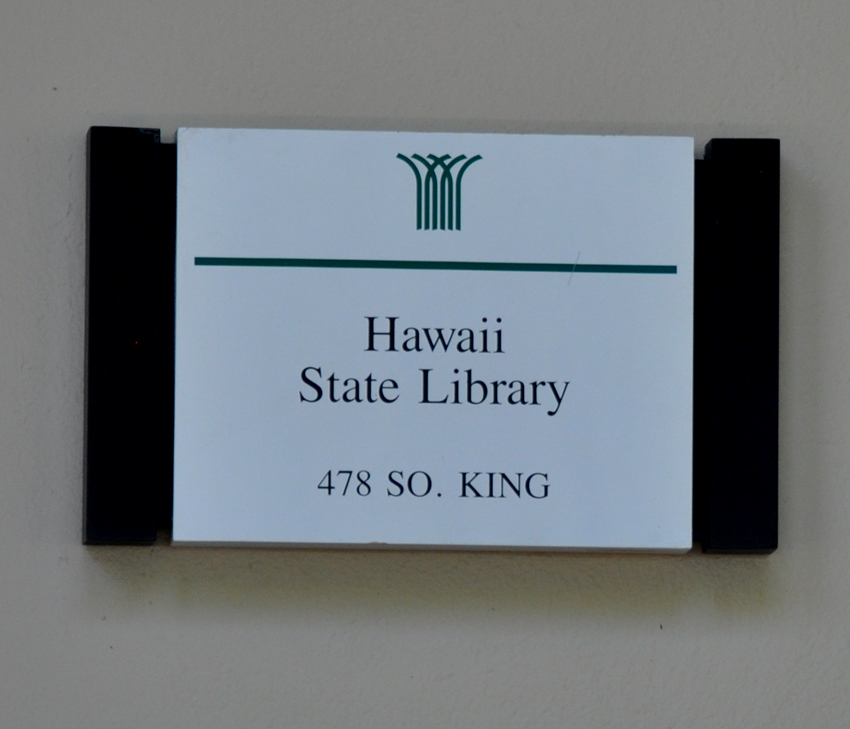 Hawaii
State Library
478 SO. KING